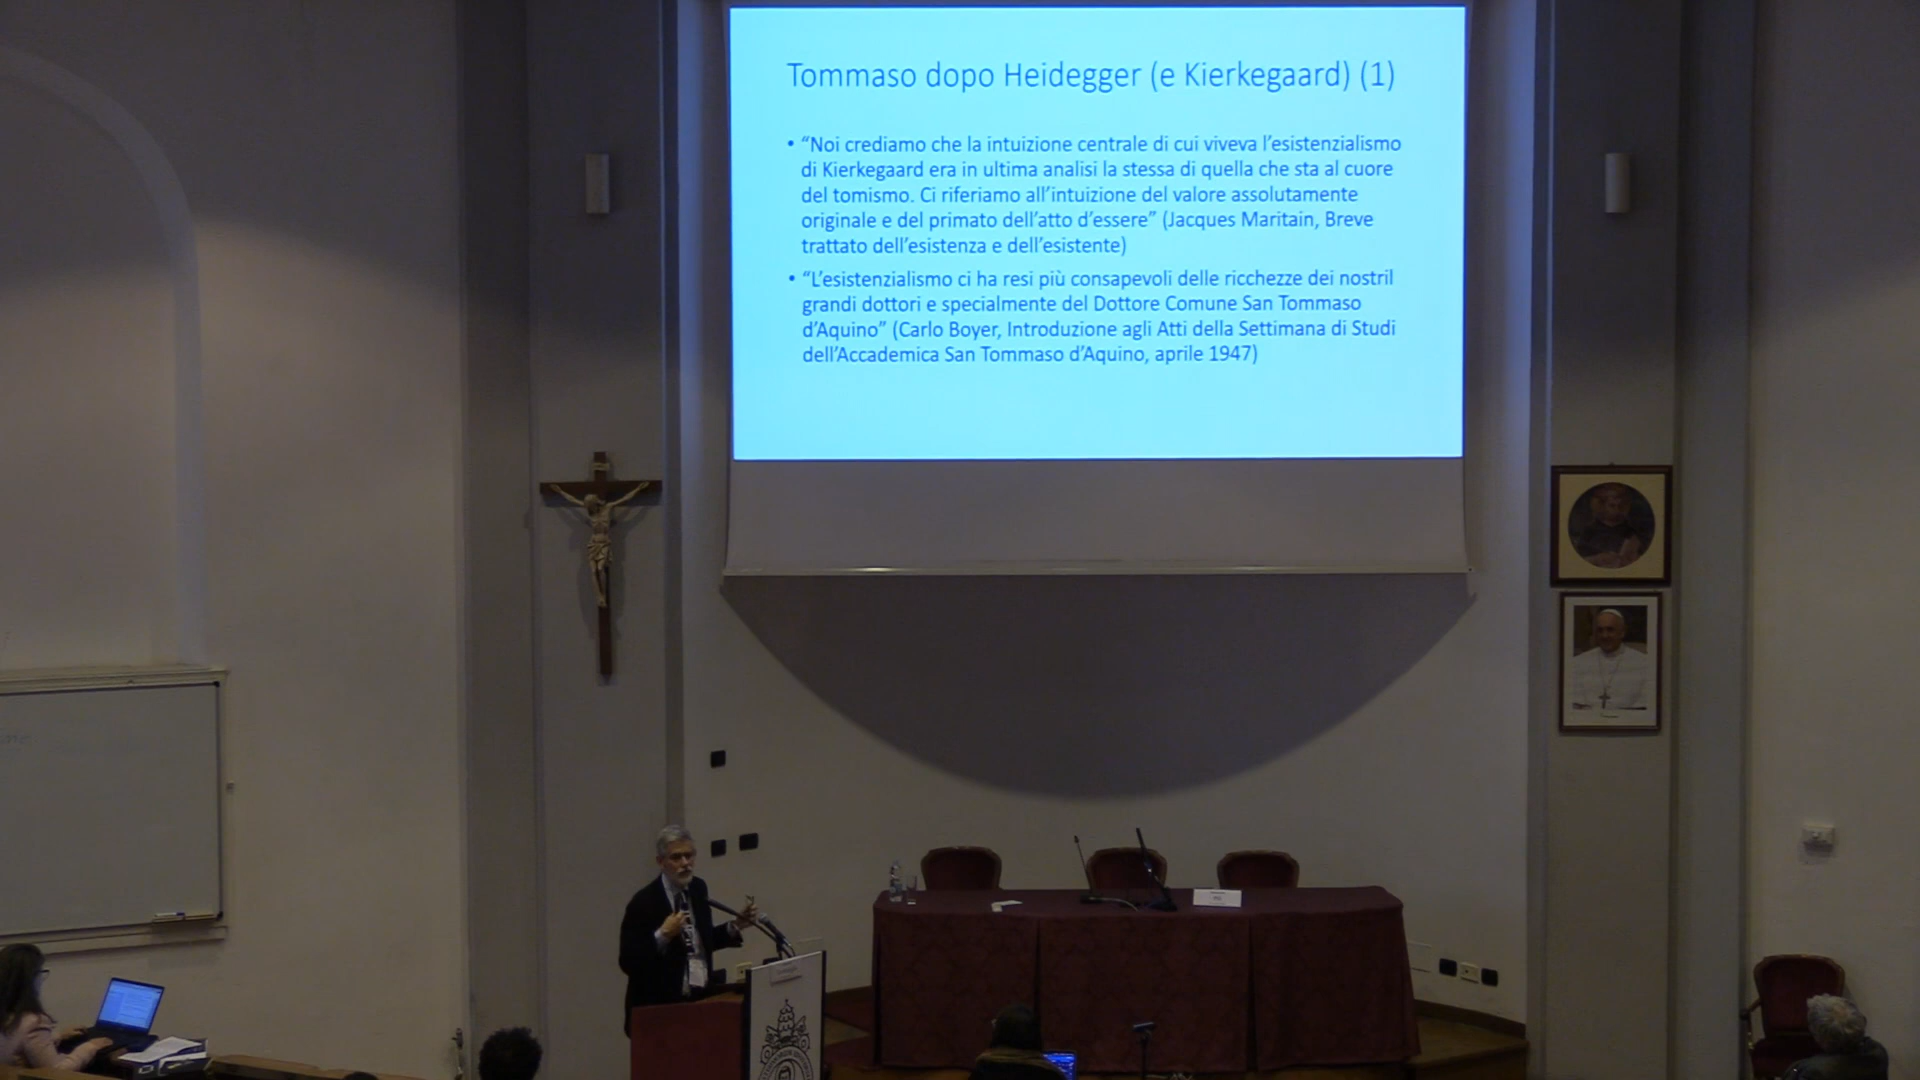 Tommaso dopo Heidegger (e Kierkegaard) (1)
• “Noi crediamo che la intuizione centrale di cui viveva l’esistenzialismo
di Kierkegaard era in ultima analisi la stessa di quella che sta al cuore
del tomismo. Ci riferiamo all’intuizione del valore assolutamente
originale e del primato dell’atto d’essere” (Jacques Maritain, Breve
trattato dell’esistenza e dell’esistente)
• “L’esistenzialismo ci ha resi più consapevoli delle ricchezze dei nostril
grandi dottori e specialmente del Dottore Comune San Tommaso
d’Aquino” (Carlo Boyer, Introduzione agli Atti della Settimana di Studi
dell’Accademica San Tommaso d’Aquino, aprile 1947)